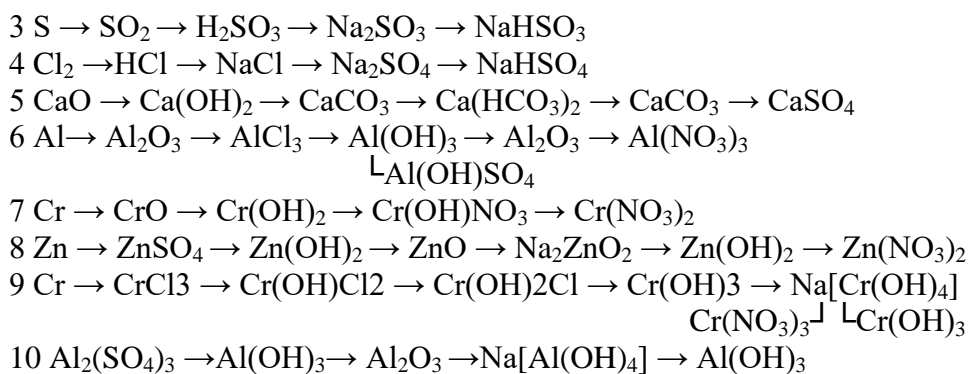 3 S → SO₂ → H₂SO₃ → Na₂SO₃ → NaHSO₃
4 Cl₂ →HCl → NaCl → Na₂SO₄ → NaHSO₄
5 CaO → Ca(OH)₂ → CaCO₃ → Ca(HCO₃)₂ → CaCO₃ → CaSO₄
6 Al→ Al₂O₃ → AlCl₃ → Al(OH)₃ → Al₂O₃ → Al(NO₃)₃
└Al(OH)SO₄
7 Cr → CrO → Cr(OH)₂ → Cr(OH)NO₃ → Cr(NO₃)₂
8 Zn → ZnSO₄ → Zn(OH)₂ → ZnO → Na₂ZnO₂ → Zn(OH)₂ → Zn(NO₃)₂
9 Cr → CrCl3 → Cr(OH)Cl2 → Cr(OH)2Cl → Cr(OH)3 → Na[Cr(OH)₄]
Cr(NO₃)₃┘ └Cr(OH)₃
10 Al₂(SO₄)₃ →Al(OH)₃→ Al₂O₃ →Na[Al(OH)₄] → Al(OH)₃